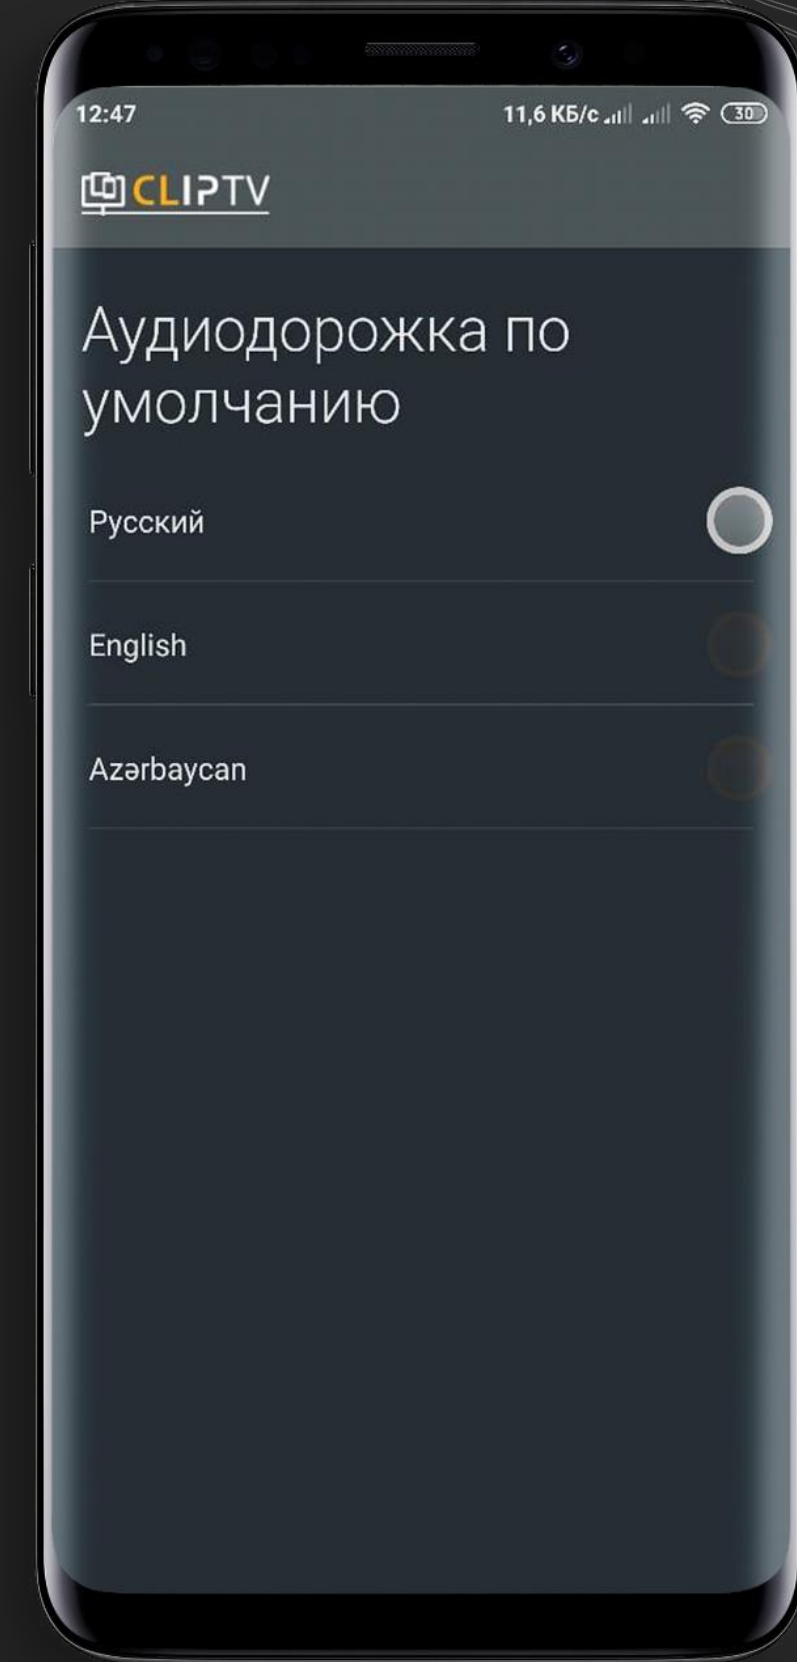 12:47
11,6 КБ/с
30
CLIPTV
Аудиодорожка по
умолчанию
Русский
English
Azərbaycan